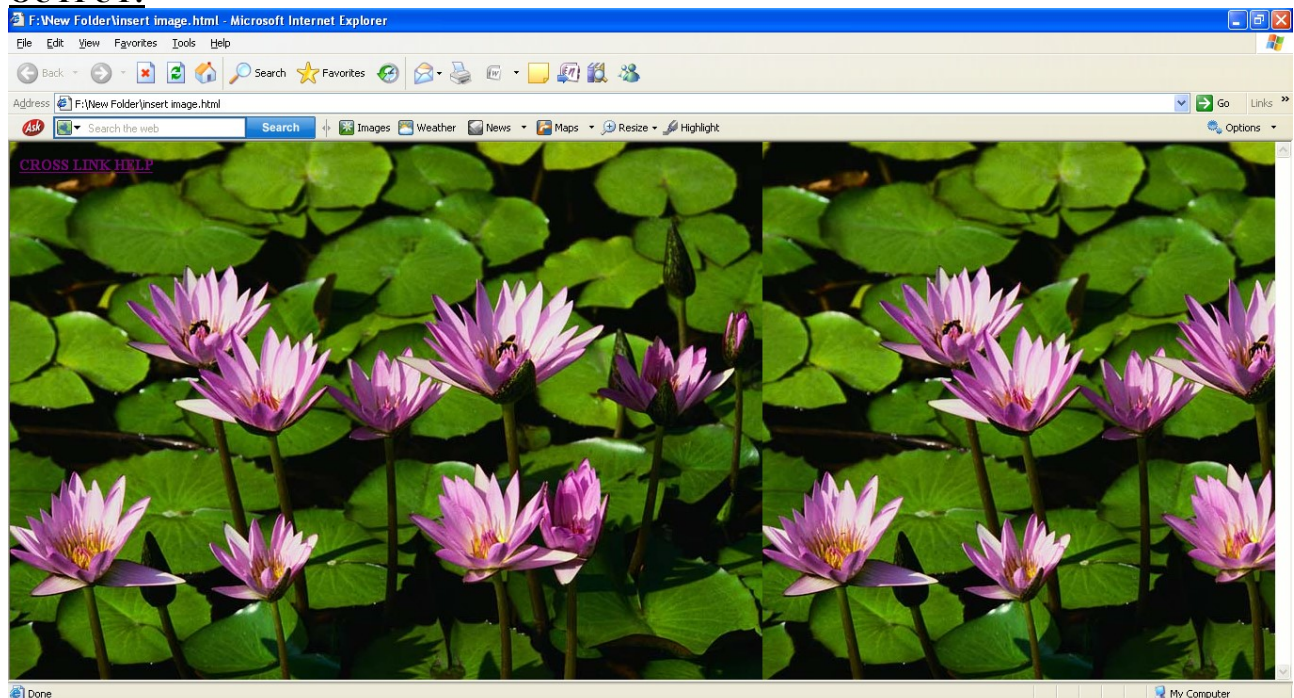 OUTPUT:
F:\New Folder\insert image.html - Microsoft Internet Explorer
File Edit View Favorites Tools Help
Back Search Favorites
Address F:\New Folder\insert image.html Go Links »
Ask Search the web Search Images Weather News Maps Resize Highlight Options
CROSS LINK HELP
Done My Computer